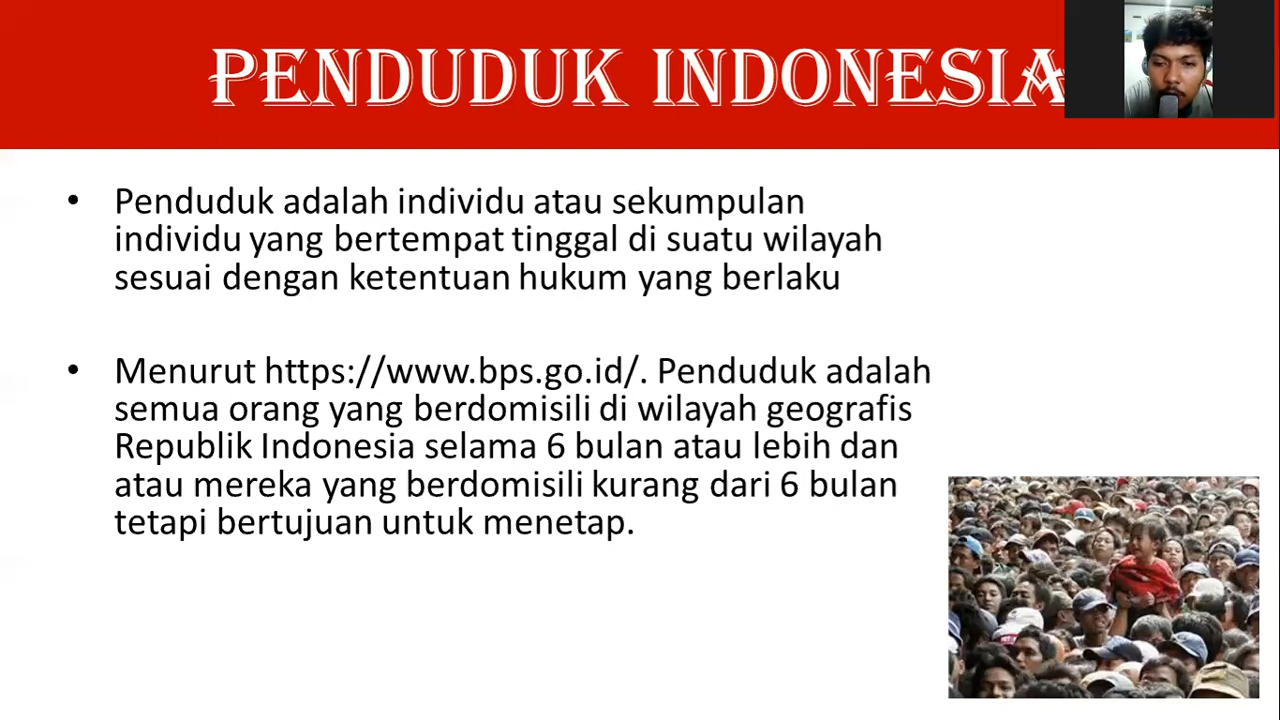 PENDUDUK INDONESIA
• Penduduk adalah individu atau sekumpulan
individu yang bertempat tinggal di suatu wilayah
sesuai dengan ketentuan hukum yang berlaku
• Menurut https://www.bps.go.id/. Penduduk adalah
semua orang yang berdomisili di wilayah geografis
Republik Indonesia selama 6 bulan atau lebih dan
atau mereka yang berdomisili kurang dari 6 bulan
tetapi bertujuan untuk menetap.